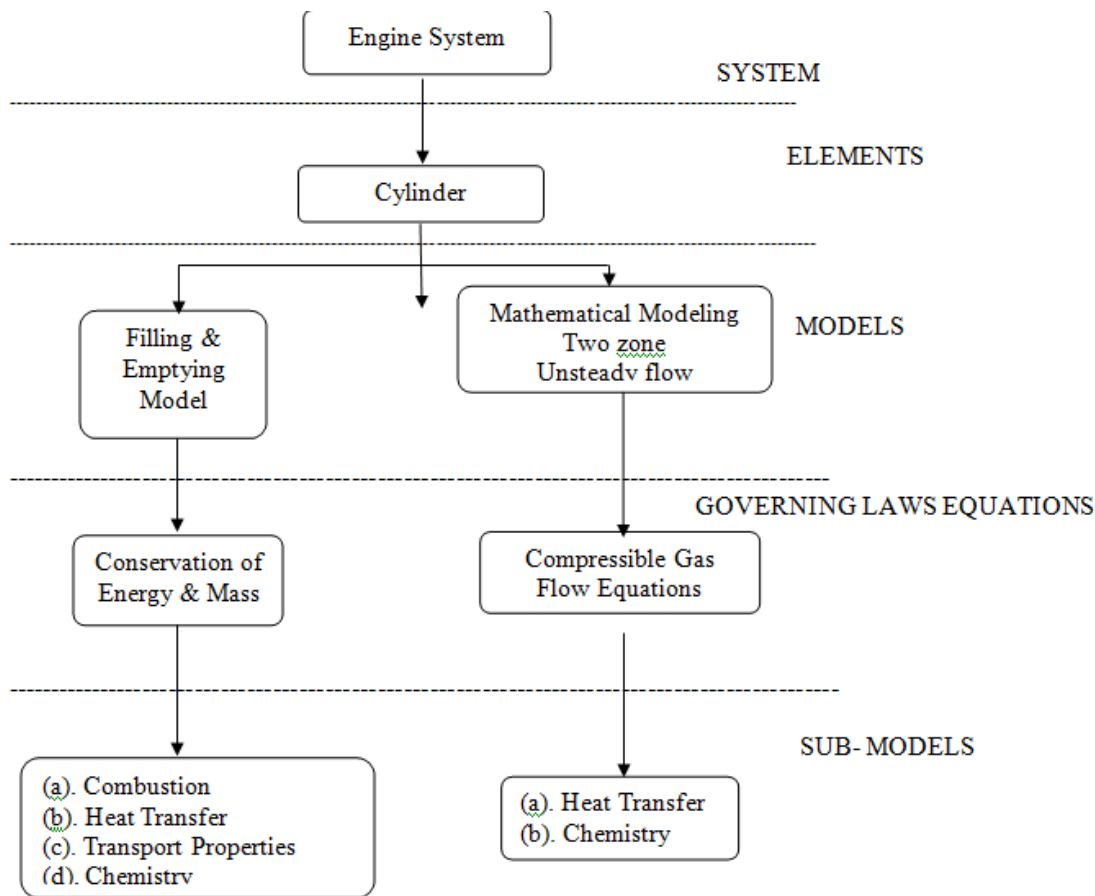 Engine System
SYSTEM
ELEMENTS
Cylinder
Filling &
Emptying
Model
Mathematical Modeling
Two zone
Unsteady flow
MODELS
GOVERNING LAWS EQUATIONS
Conservation of
Energy & Mass
Compressible Gas
Flow Equations
SUB- MODELS
(a). Combustion
(b). Heat Transfer
(c). Transport Properties
(d). Chemistry
(a). Heat Transfer
(b). Chemistry